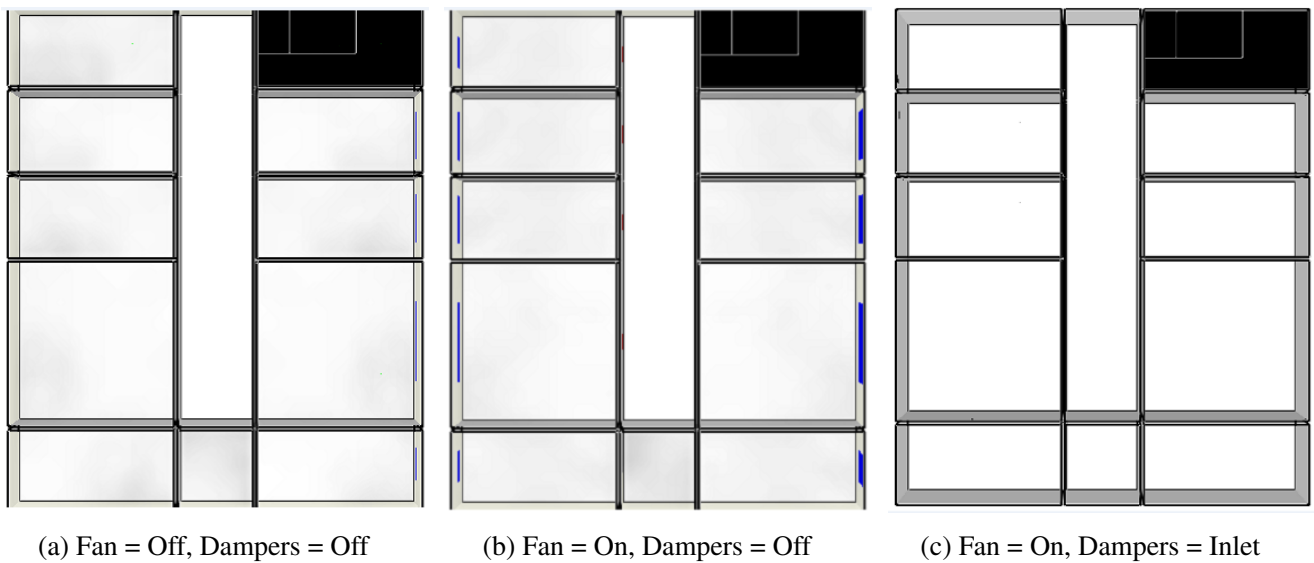 (a) Fan = Off, Dampers = Off
(b) Fan = On, Dampers = Off
(c) Fan = On, Dampers = Inlet